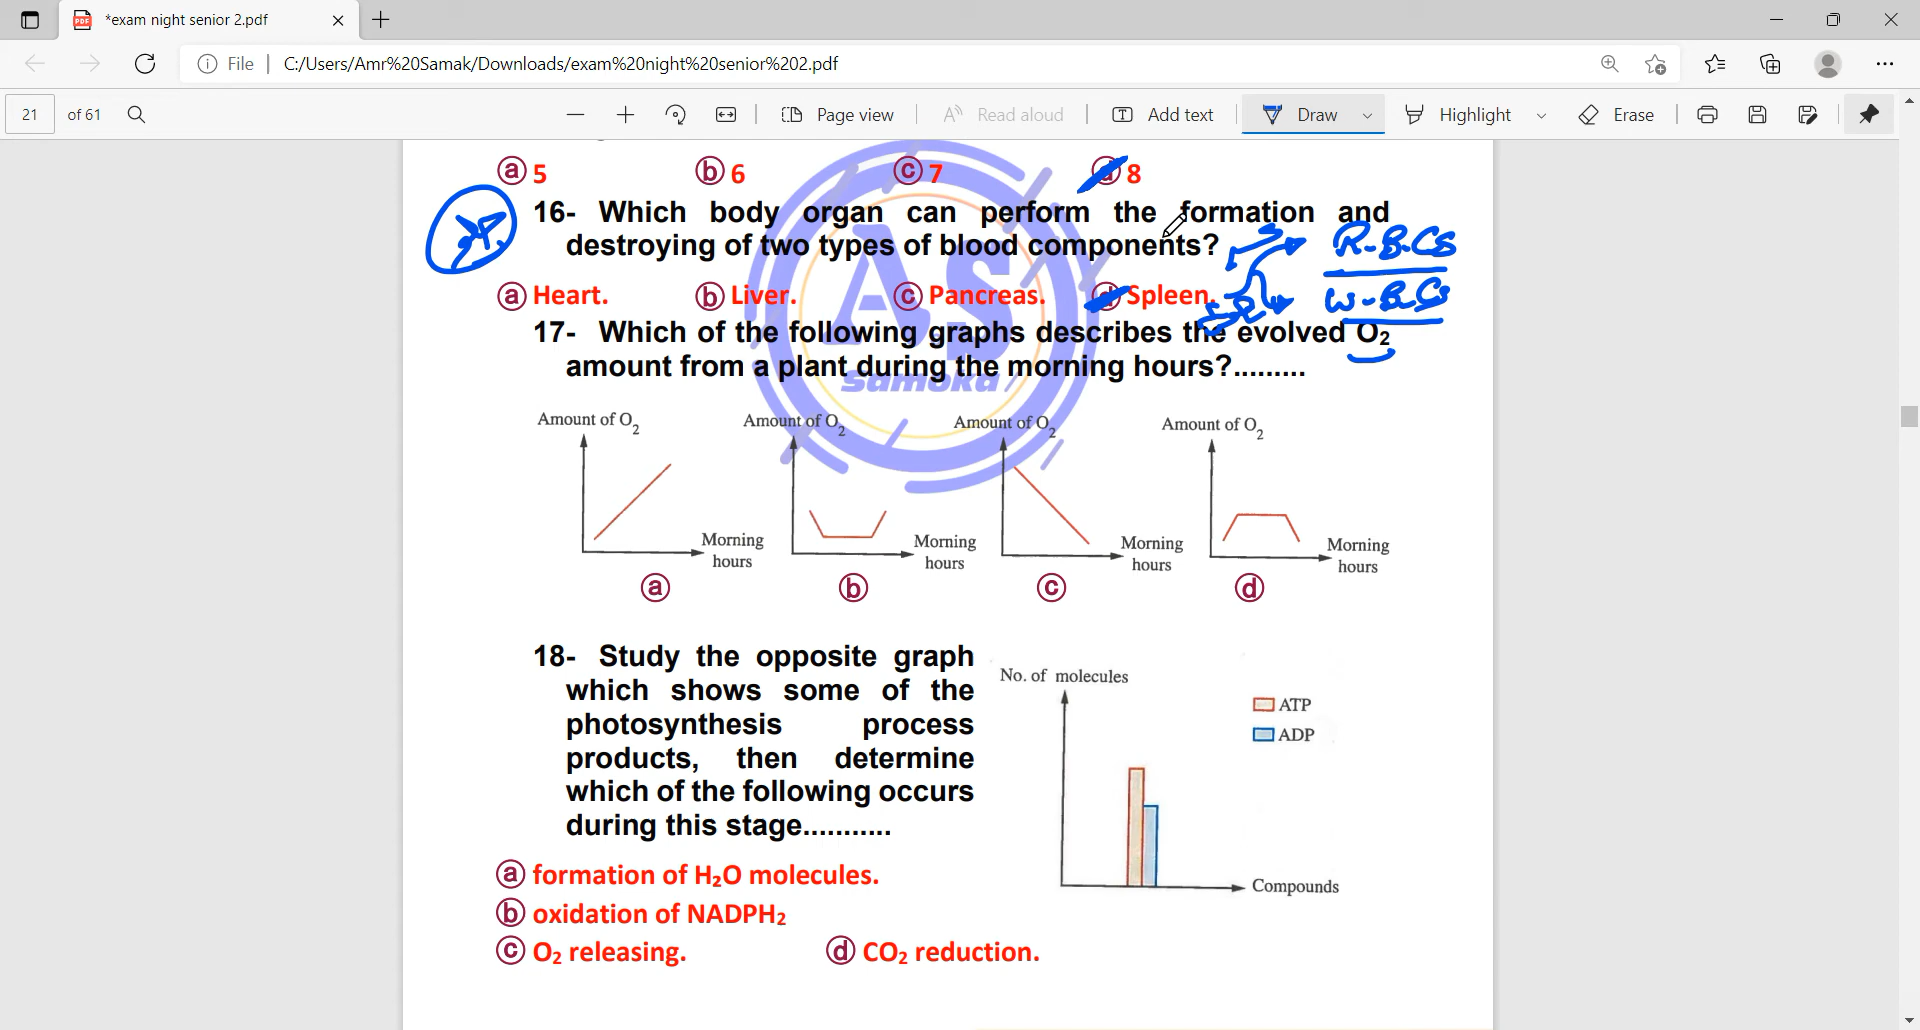 *exam night senior 2.pdf
File C:/Users/Amr%20Samak/Downloads/exam%20night%20senior%202.pdf
21 of 61 Page view Read aloud Add text Draw Highlight Erase
a 5 b 6 c 7 d 8
16- Which body organ can perform the formation and
destroying of two types of blood components?
R-B-Cs
a Heart. b Liver. c Pancreas. d Spleen.
W-B-Cs
17- Which of the following graphs describes the evolved O₂
amount from a plant during the morning hours?.........
AS
Samoka
Amount of O₂ Amount of O₂ Amount of O₂ Amount of O₂
Morning hours Morning hours Morning hours Morning hours
a b c d
18- Study the opposite graph
which shows some of the
photosynthesis process
products, then determine
which of the following occurs
during this stage...........
No. of molecules
ATP
ADP
Compounds
a formation of H₂O molecules.
b oxidation of NADPH₂
c O₂ releasing. d CO₂ reduction.